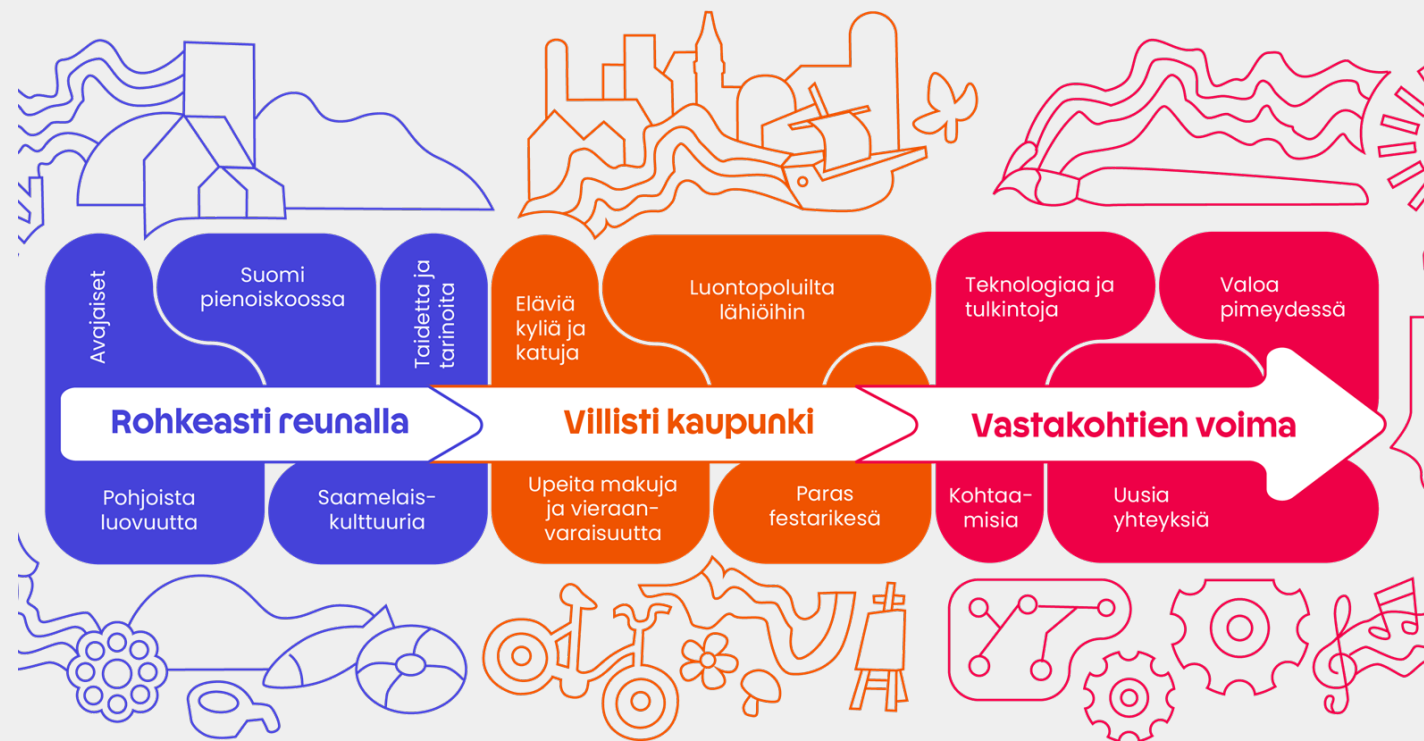 Avajaiset
Suomi
pienoiskoossa
Taidetta ja
tarinoita
Rohkeasti reunalla
Pohjoista
luovuutta
Saamelais-
kulttuuria
Eläviä
kyliä ja
katuja
Luontopoluilta
lähiöihin
Villisti kaupunki
Upeita makuja
ja vieraan-
varaisuutta
Paras
festarikesä
Teknologiaa ja
tulkintoja
Valoa
pimeydessä
Vastakohtien voima
Kohtaa-
misia
Uusia
yhteyksiä